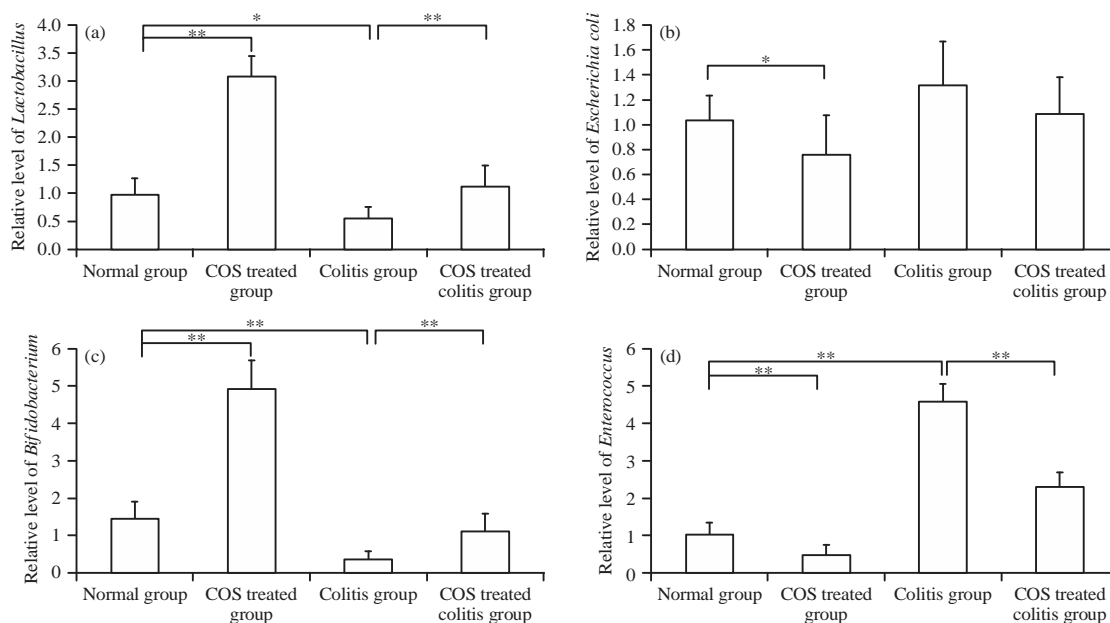 (a)
Relative level of Lactobacillus
4.0
3.5
3.0
2.5
2.0
1.5
1.0
0.5
0.0
*
**
**
Normal group
COS treated
group
Colitis group
COS treated
colitis group
(b)
Relative level of Escherichia coli
1.8
1.6
1.4
1.2
1.0
0.8
0.6
0.4
0.2
0.0
*
Normal group
COS treated
group
Colitis group
COS treated
colitis group
(c)
Relative level of Bifidobacterium
6
5
4
3
2
1
0
**
**
**
Normal group
COS treated
group
Colitis group
COS treated
colitis group
(d)
Relative level of Enterococcus
6
5
4
3
2
1
0
**
**
**
Normal group
COS treated
group
Colitis group
COS treated
colitis group